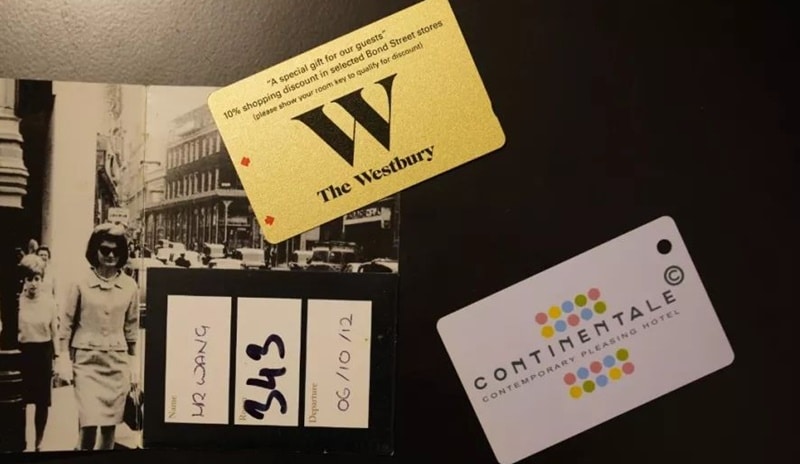 "A special gift for our guests"
10% shopping discount in selected Bond Street stores
(please show your room key to qualify for discount)
W
The Westbury
©
CONTINENTALE
CONTEMPORARY PLEASING HOTEL
Name
MR WANG
343
Departure
06/10/12